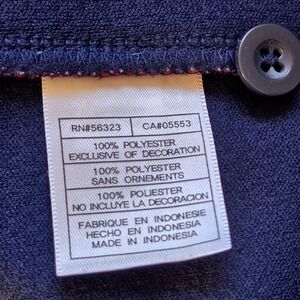 RN#56323 CA#05553
100% POLYESTER
EXCLUSIVE OF DECORATION
100% POLYESTER
SANS ORNEMENTS
100% POLIESTER
NO INCLUYE LA DECORACION
FABRIQUE EN INDONESIE
HECHO EN INDONESIA
MADE IN INDONESIA